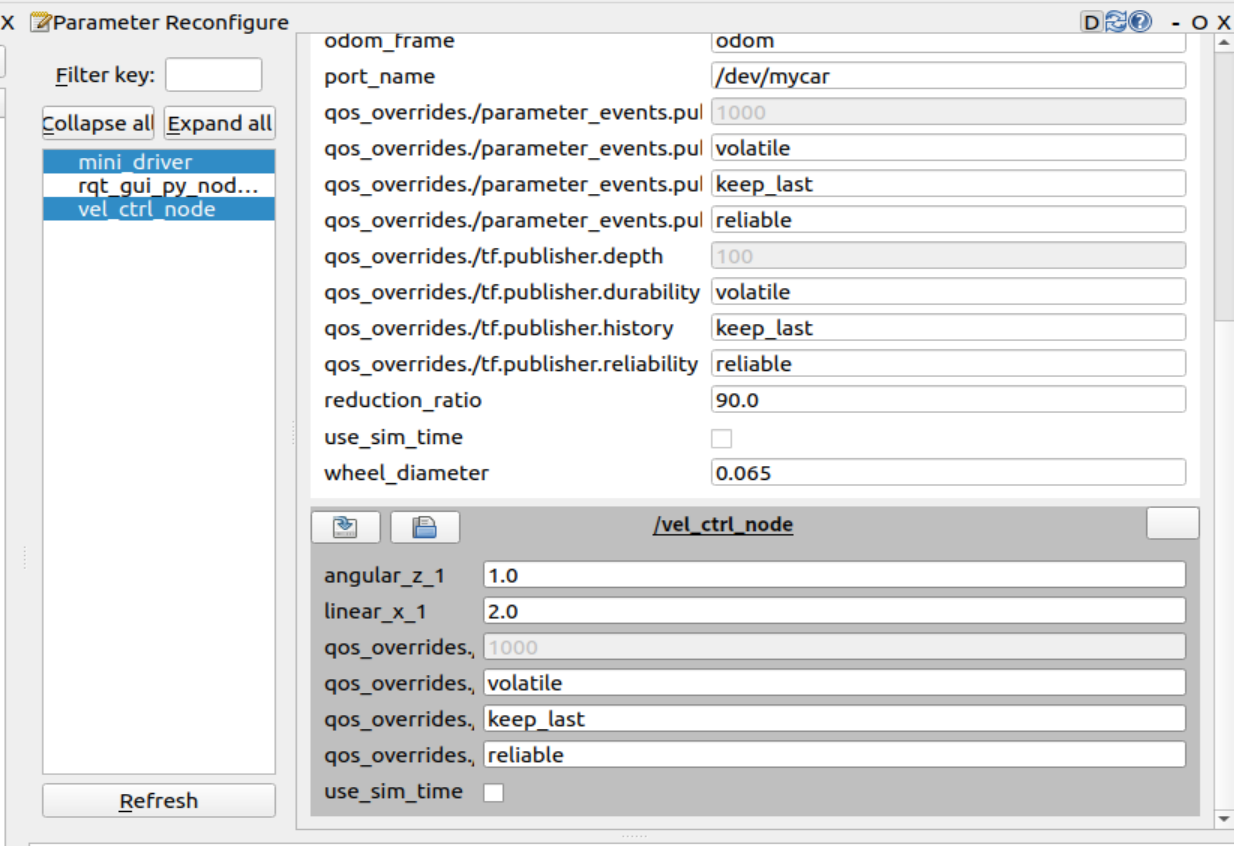 X Parameter Reconfigure D - O X
Filter key:
Collapse all Expand all
mini_driver
rqt_gui_py_nod...
vel_ctrl_node
Refresh
odom_frame odom
port_name /dev/mycar
qos_overrides./parameter_events.pul 1000
qos_overrides./parameter_events.pul volatile
qos_overrides./parameter_events.pul keep_last
qos_overrides./parameter_events.pul reliable
qos_overrides./tf.publisher.depth 100
qos_overrides./tf.publisher.durability volatile
qos_overrides./tf.publisher.history keep_last
qos_overrides./tf.publisher.reliability reliable
reduction_ratio 90.0
use_sim_time
wheel_diameter 0.065
/vel_ctrl_node
angular_z_1 1.0
linear_x_1 2.0
qos_overrides./ 1000
qos_overrides./ volatile
qos_overrides./ keep_last
qos_overrides./ reliable
use_sim_time